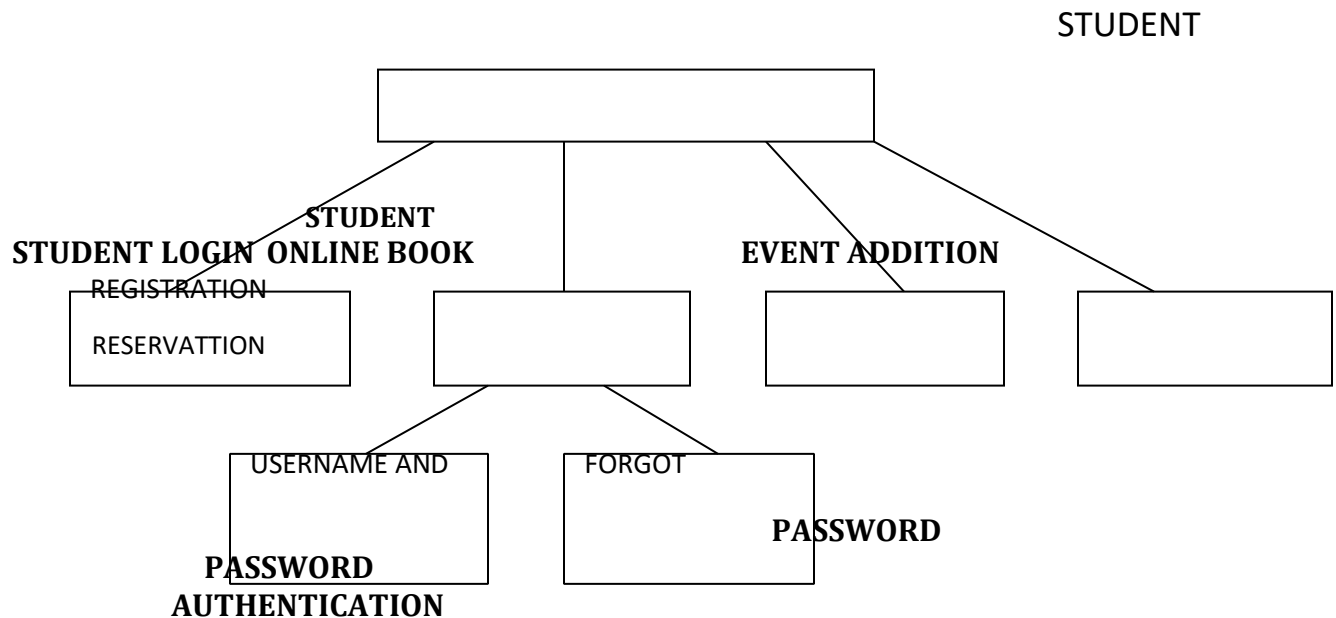 STUDENT
STUDENT
STUDENT LOGIN ONLINE BOOK
EVENT ADDITION
REGISTRATION
RESERVATTION
USERNAME AND
FORGOT
PASSWORD
PASSWORD
AUTHENTICATION